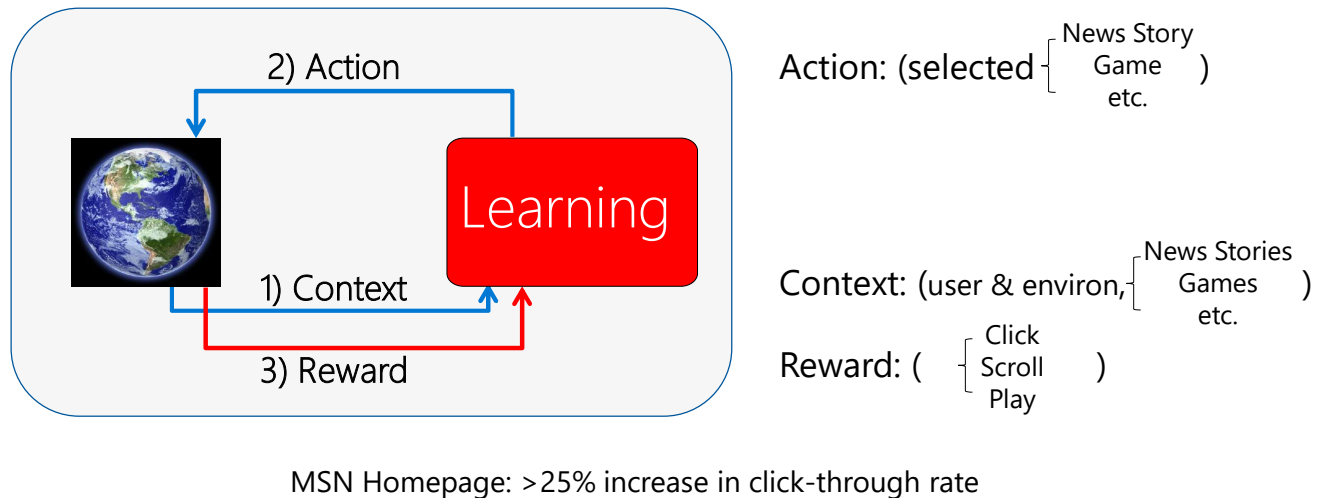 2) Action
Learning
1) Context
3) Reward
Action: (selected { News Story
Game
etc. )
Context: (user & environ, { News Stories
Games
etc. )
Reward: ( { Click
Scroll
Play )
MSN Homepage: >25% increase in click-through rate